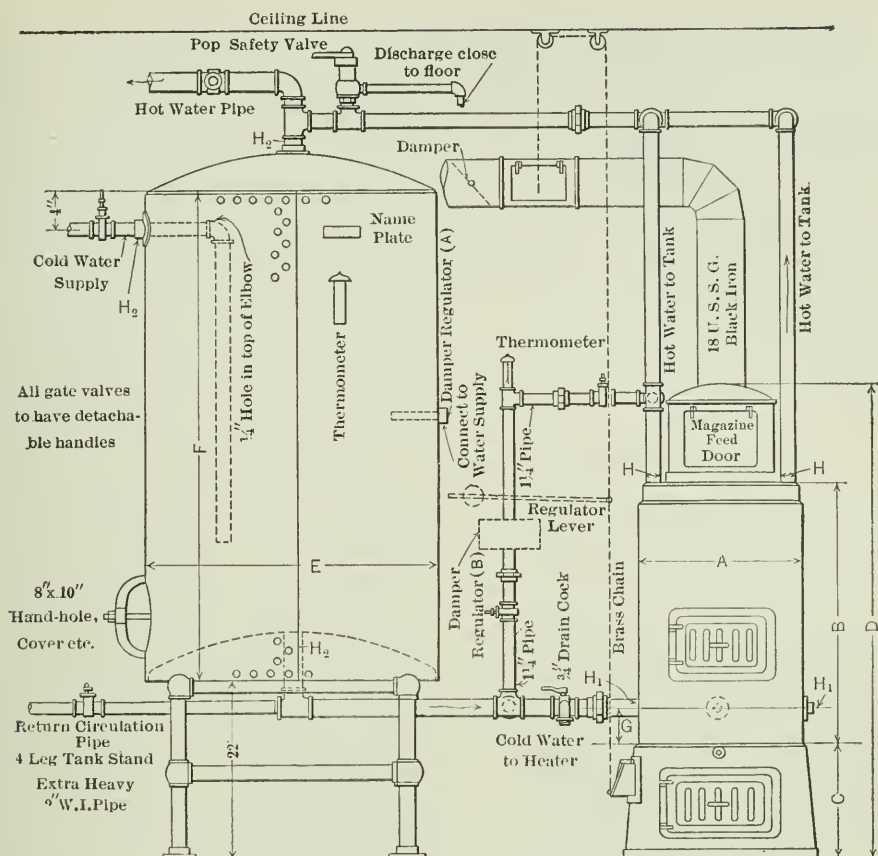 Ceiling Line
Pop Safety Valve
Discharge close
to floor
Hot Water Pipe
H₂
Damper
4"
Name
Plate
Cold Water
Supply
H₂
¼" Hole in top of Elbow
Thermometer
Damper Regulator (A)
Connect to
Water Supply
All gate valves
to have detacha-
ble handles
F
E
Thermometer
1¼" Pipe
Hot Water to Tank
18 U. S. S. G.
Black Iron
Hot Water to Tank.
Magazine
Feed
Door
H
H
Regulator
Lever
Damper
Regulator (B)
1¼" Pipe
¾" Drain Cock
Brass Chain
A
B
D
8" x 10"
Hand-hole,
Cover etc.
H₂
H₁
H₁
G
Return Circulation
Pipe
4 Leg Tank Stand
Extra Heavy
2" W.I. Pipe
22"
Cold Water
to Heater
C